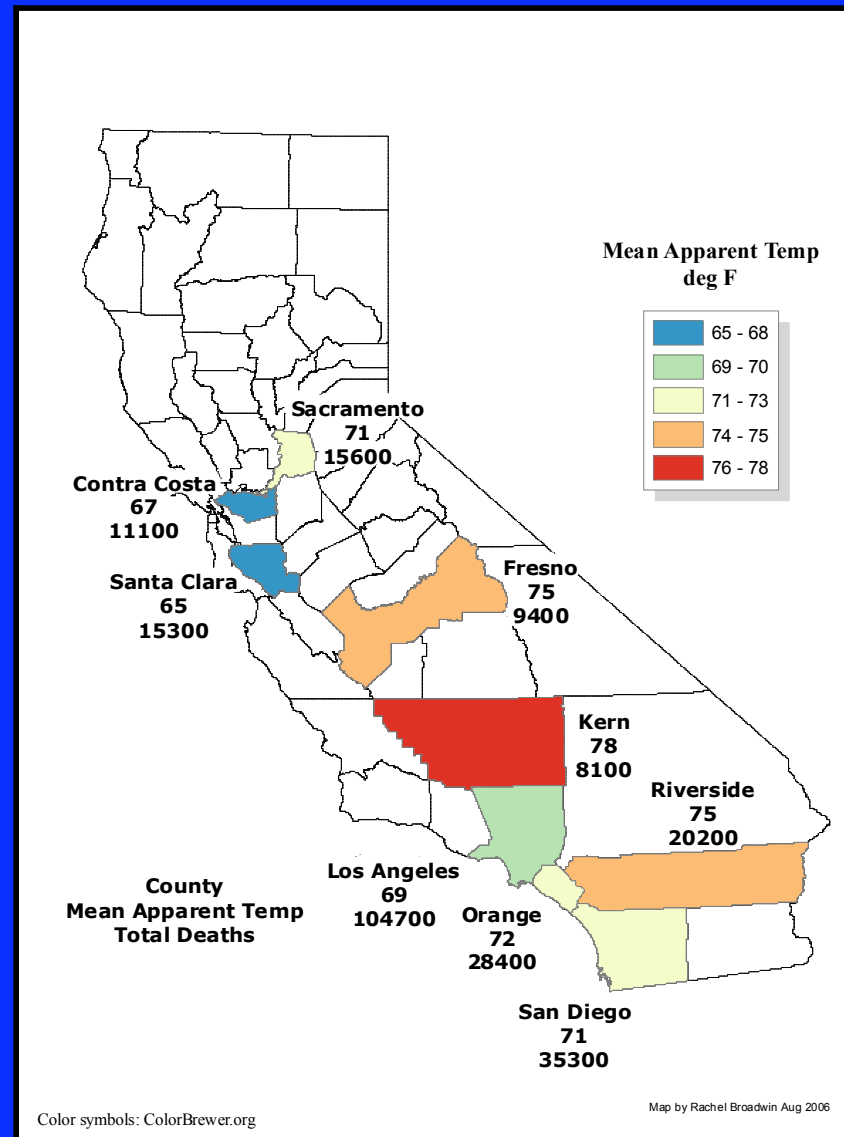 Mean Apparent Temp
deg F
65 - 68
69 - 70
71 - 73
74 - 75
76 - 78
Sacramento
71
15600
Contra Costa
67
11100
Santa Clara
65
15300
Fresno
75
9400
Kern
78
8100
Riverside
75
20200
Los Angeles
69
104700
Orange
72
28400
San Diego
71
35300
County
Mean Apparent Temp
Total Deaths
Color symbols: ColorBrewer.org
Map by Rachel Broadwin Aug 2006